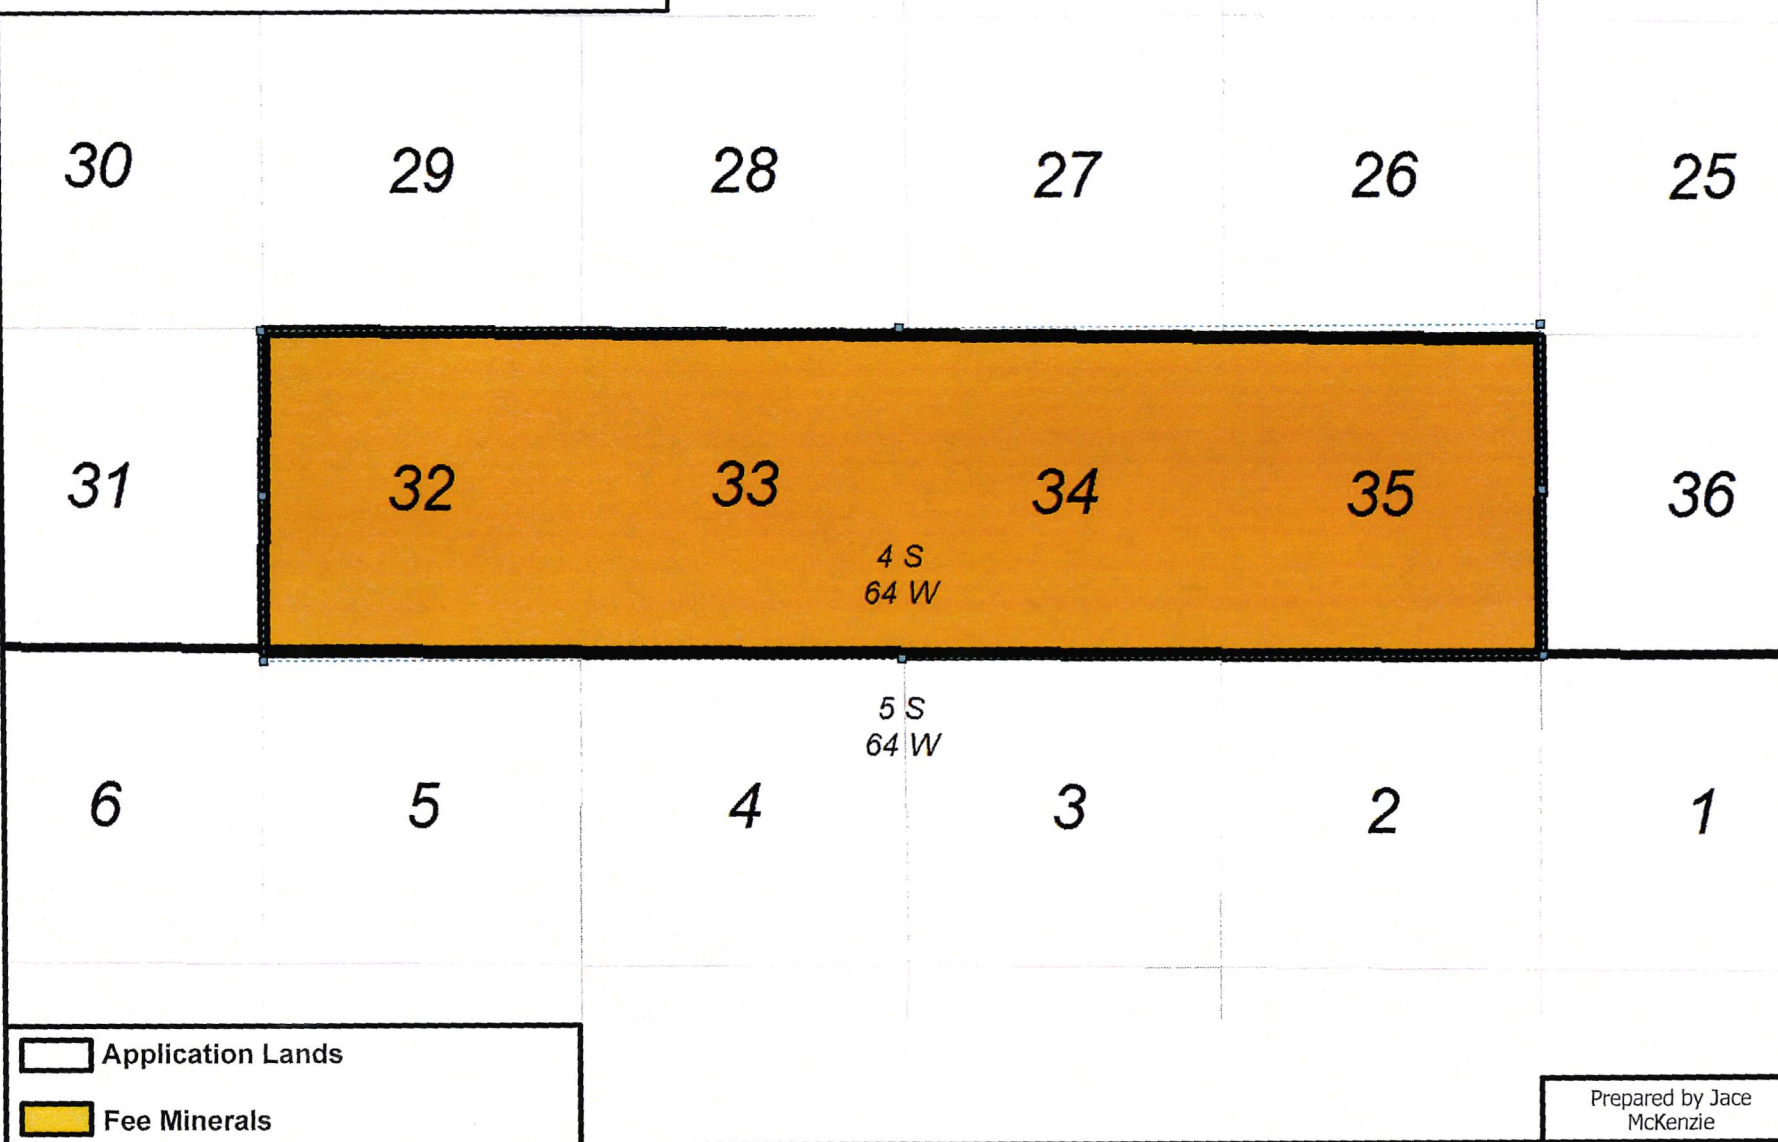 30 29 28 27 26 25
31 32 33 34 35 36
4 S
64 W
5 S
64 W
6 5 4 3 2 1
Application Lands
Fee Minerals
Prepared by Jace
McKenzie